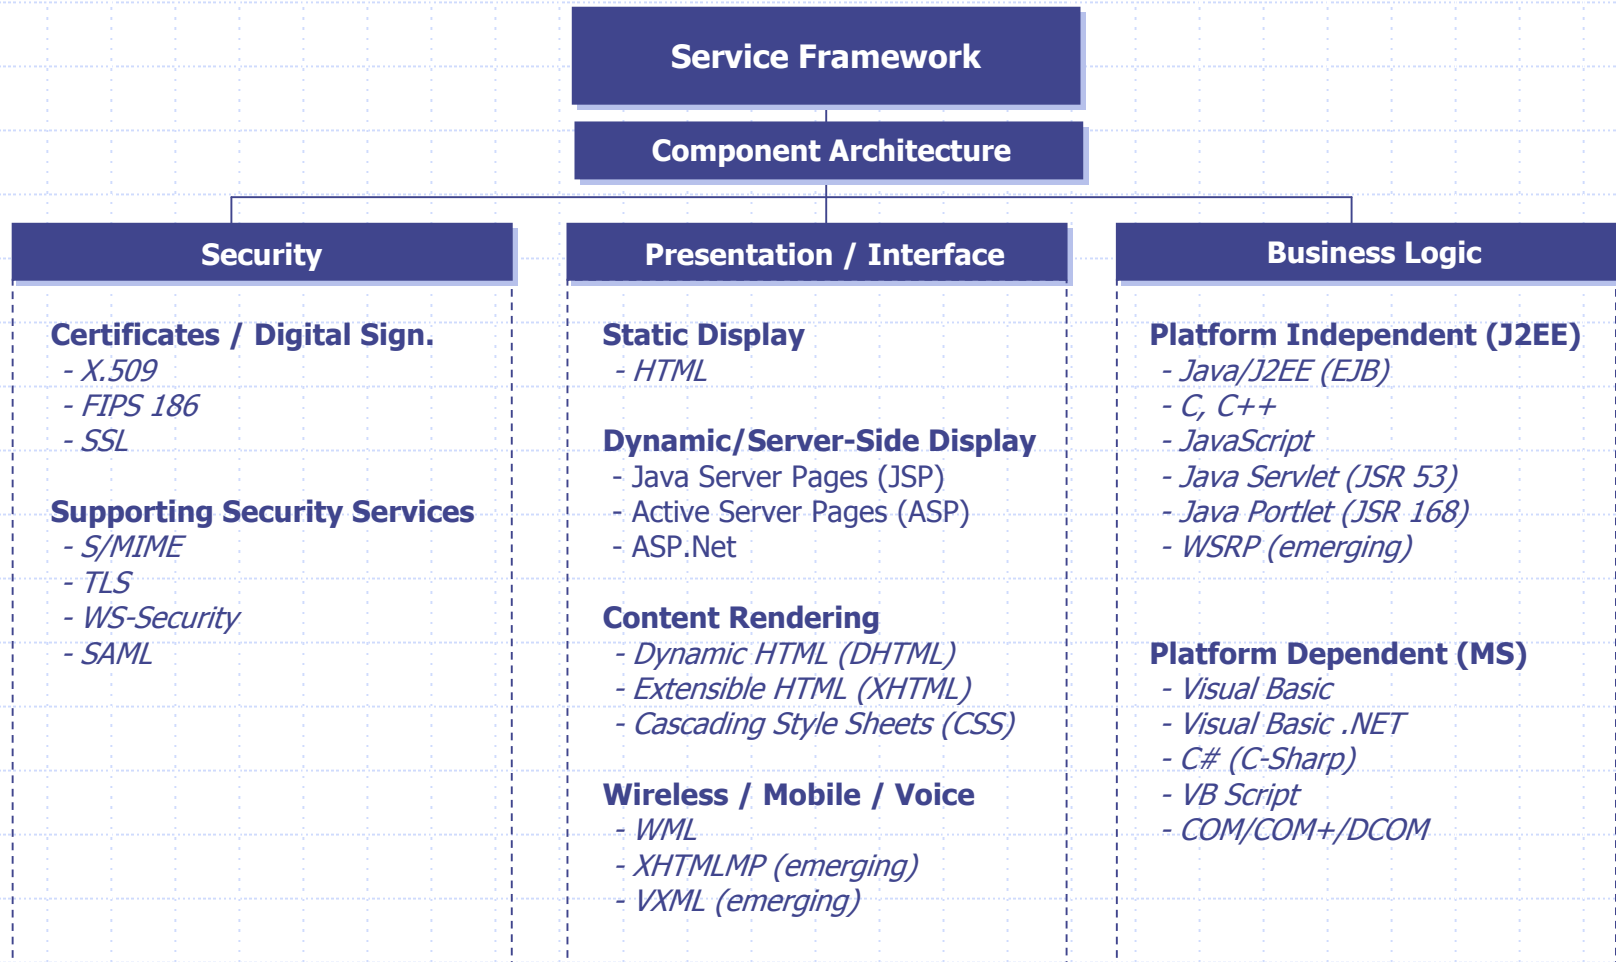 Service Framework
Component Architecture
Security
Certificates / Digital Sign.
- X.509
- FIPS 186
- SSL
Supporting Security Services
- S/MIME
- TLS
- WS-Security
- SAML
Presentation / Interface
Static Display
- HTML
Dynamic/Server-Side Display
- Java Server Pages (JSP)
- Active Server Pages (ASP)
- ASP.Net
Content Rendering
- Dynamic HTML (DHTML)
- Extensible HTML (XHTML)
- Cascading Style Sheets (CSS)
Wireless / Mobile / Voice
- WML
- XHTMLMP (emerging)
- VXML (emerging)
Business Logic
Platform Independent (J2EE)
- Java/J2EE (EJB)
- C, C++
- JavaScript
- Java Servlet (JSR 53)
- Java Portlet (JSR 168)
- WSRP (emerging)
Platform Dependent (MS)
- Visual Basic
- Visual Basic .NET
- C# (C-Sharp)
- VB Script
- COM/COM+/DCOM